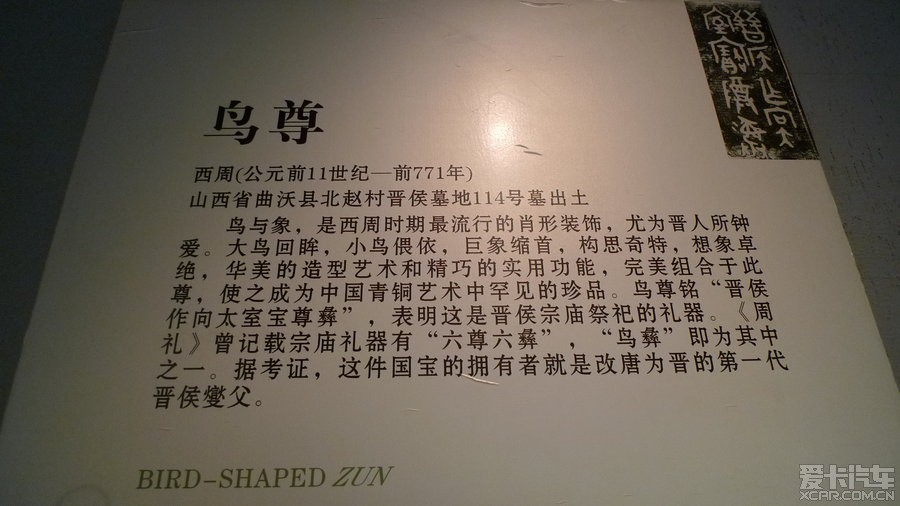 鸟尊
西周(公元前11世纪—前771年)
山西省曲沃县北赵村晋侯墓地114号墓出土
鸟与象，是西周时期最流行的肖形装饰，尤为晋人所钟
爱。大鸟回眸，小鸟偎依，巨象缩首，构思奇特，想象卓
绝，华美的造型艺术和精巧的实用功能，完美组合于此
尊，使之成为中国青铜艺术中罕见的珍品。鸟尊铭“晋侯
作向太室宝尊彝”，表明这是晋侯宗庙祭祀的礼器。《周
礼》曾记载宗庙礼器有“六尊六彝”，“鸟彝”即为其中
之一。据考证，这件国宝的拥有者就是改唐为晋的第一代
晋侯燮父。
BIRD-SHAPED ZUN
爱卡汽车
XCAR.COM.CN